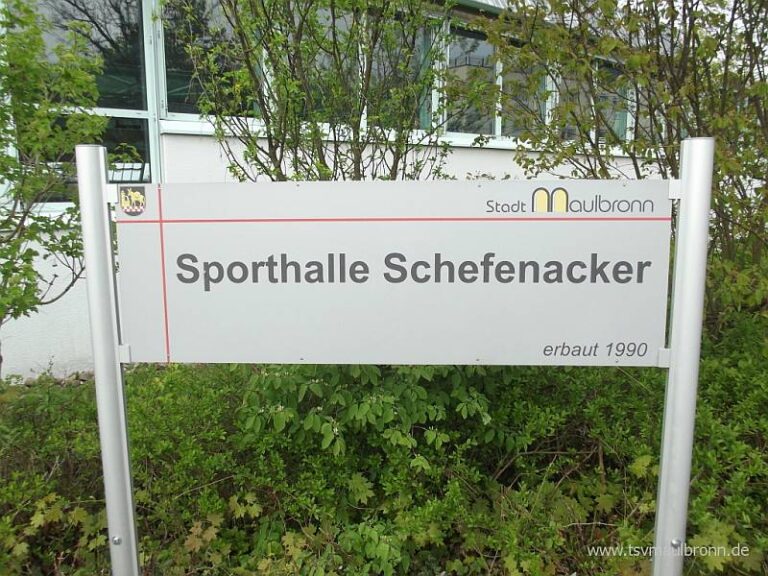 Stadt Maulbronn
Sporthalle Schefenacker
erbaut 1990
www.tsvmaulbronn.de